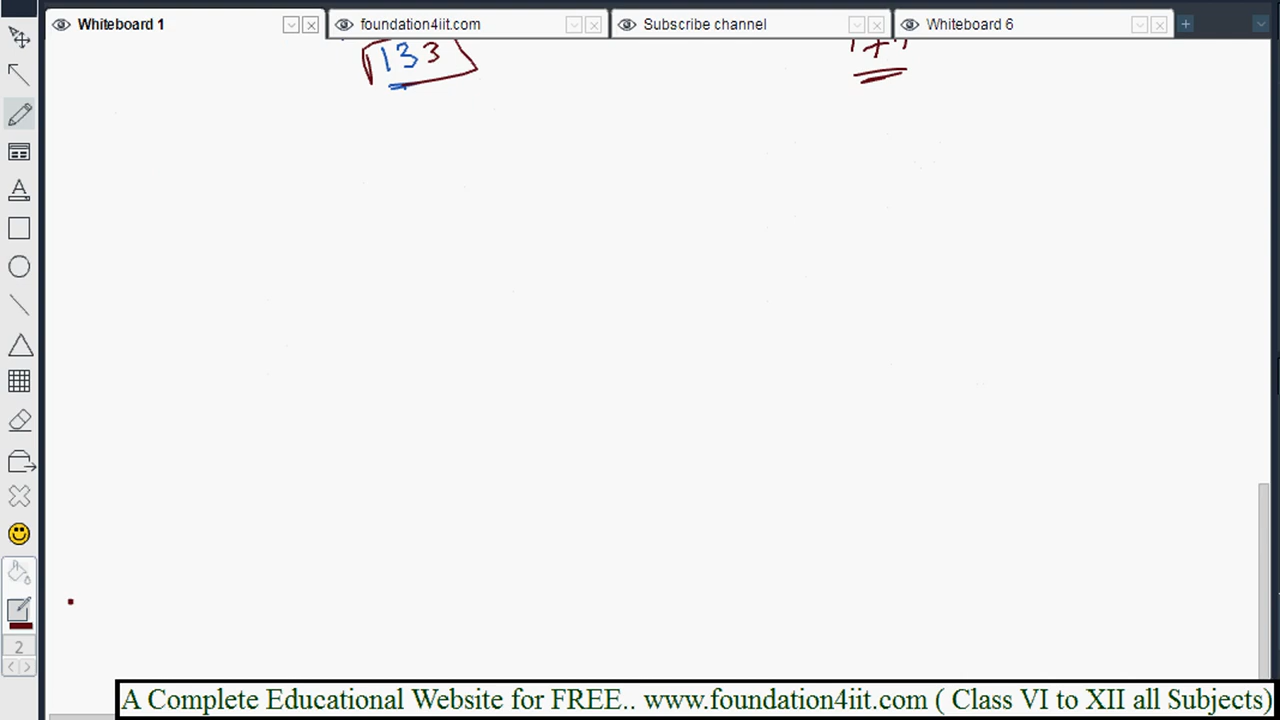 Whiteboard 1 foundation4iit.com Subscribe channel Whiteboard 6
133
2
A Complete Educational Website for FREE.. www.foundation4iit.com ( Class VI to XII all Subjects)